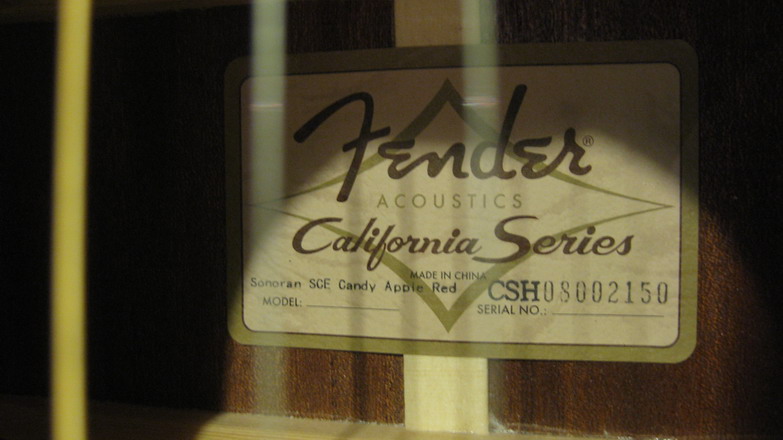 Fender®
ACOUSTICS
California Series
MADE IN CHINA
Sonoran SCE Candy Apple Red CSH08002150
MODEL: SERIAL NO.: